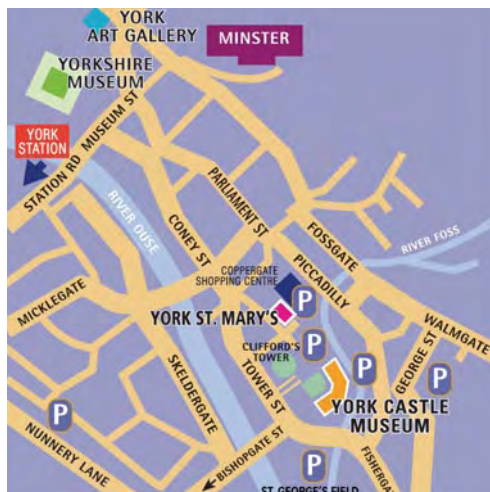 YORK
ART GALLERY
MINSTER
YORKSHIRE
MUSEUM
YORK
STATION
STATION RD
MUSEUM ST
RIVER OUSE
PARLIAMENT ST
CONEY ST
FOSSGATE
RIVER FOSS
COPPERGATE
SHOPPING CENTRE
PICCADILLY
MICKLEGATE
P
YORK ST. MARY'S
WALMGATE
CLIFFORD'S
TOWER
P
GEORGE ST
SKELDERGATE
TOWER ST
P
P
YORK CASTLE
MUSEUM
P
NUNNERY LANE
BISHOPGATE ST
P
FISHERGAT
ST. GEORGE'S FIELD